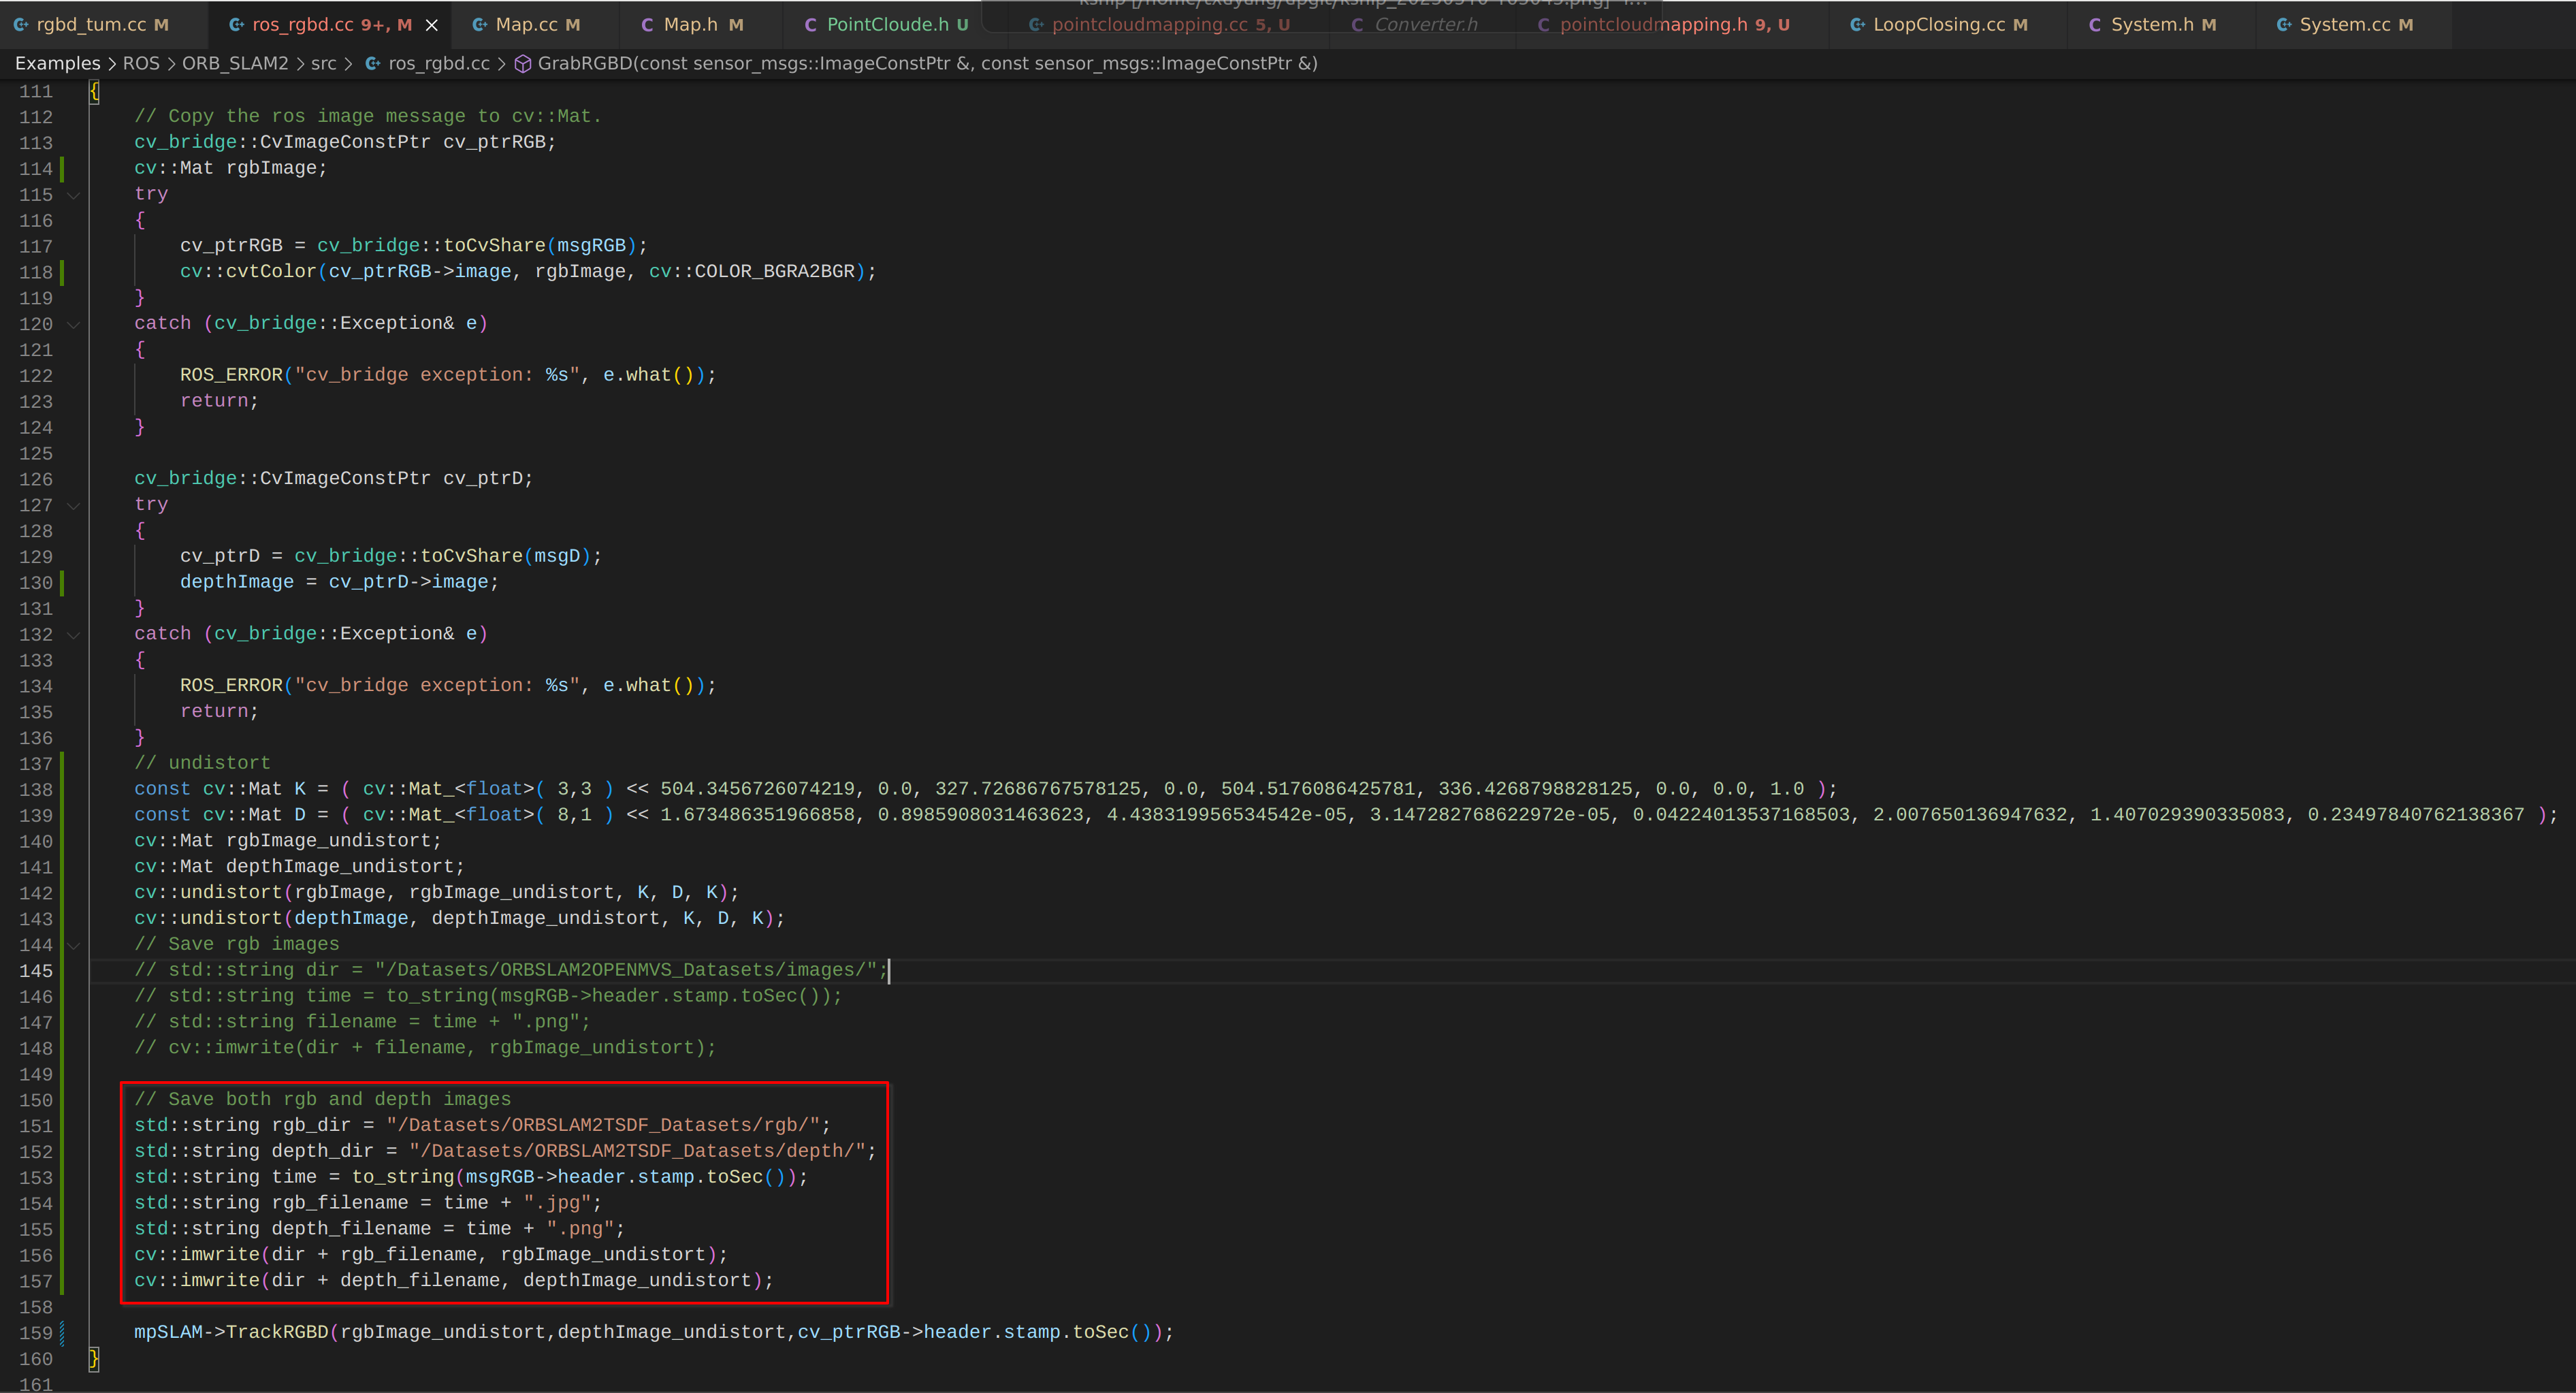 rgbd_tum.cc M ros_rgbd.cc 9+, M Map.cc M Map.h M PointCloude.h U pointcloudmapping.cc 5, U Converter.h pointcloudmapping.h 9, U LoopClosing.cc M System.h M System.cc M
Examples > ROS > ORB_SLAM2 > src > ros_rgbd.cc > GrabRGBD(const sensor_msgs::ImageConstPtr &, const sensor_msgs::ImageConstPtr &)
111 {
112 // Copy the ros image message to cv::Mat.
113 cv_bridge::CvImageConstPtr cv_ptrRGB;
114 cv::Mat rgbImage;
115 try
116 {
117 cv_ptrRGB = cv_bridge::toCvShare(msgRGB);
118 cv::cvtColor(cv_ptrRGB->image, rgbImage, cv::COLOR_BGRA2BGR);
119 }
120 catch (cv_bridge::Exception& e)
121 {
122 ROS_ERROR("cv_bridge exception: %s", e.what());
123 return;
124 }
125
126 cv_bridge::CvImageConstPtr cv_ptrD;
127 try
128 {
129 cv_ptrD = cv_bridge::toCvShare(msgD);
130 depthImage = cv_ptrD->image;
131 }
132 catch (cv_bridge::Exception& e)
133 {
134 ROS_ERROR("cv_bridge exception: %s", e.what());
135 return;
136 }
137 // undistort
138 const cv::Mat K = ( cv::Mat_<float>( 3,3 ) << 504.3456726074219, 0.0, 327.72686767578125, 0.0, 504.5176086425781, 336.4268798828125, 0.0, 0.0, 1.0 );
139 const cv::Mat D = ( cv::Mat_<float>( 8,1 ) << 1.673486351966858, 0.8985908031463623, 4.438319956534542e-05, 3.147282768622972e-05, 0.04224013537168503, 2.007650136947632, 1.407029390335083, 0.23497840762138367 );
140 cv::Mat rgbImage_undistort;
141 cv::Mat depthImage_undistort;
142 cv::undistort(rgbImage, rgbImage_undistort, K, D, K);
143 cv::undistort(depthImage, depthImage_undistort, K, D, K);
144 // Save rgb images
145 // std::string dir = "/Datasets/ORBSLAM2OPENMVS_Datasets/images/";
146 // std::string time = to_string(msgRGB->header.stamp.toSec());
147 // std::string filename = time + ".png";
148 // cv::imwrite(dir + filename, rgbImage_undistort);
149
150 // Save both rgb and depth images
151 std::string rgb_dir = "/Datasets/ORBSLAM2TSDF_Datasets/rgb/";
152 std::string depth_dir = "/Datasets/ORBSLAM2TSDF_Datasets/depth/";
153 std::string time = to_string(msgRGB->header.stamp.toSec());
154 std::string rgb_filename = time + ".jpg";
155 std::string depth_filename = time + ".png";
156 cv::imwrite(dir + rgb_filename, rgbImage_undistort);
157 cv::imwrite(dir + depth_filename, depthImage_undistort);
158
159 mpSLAM->TrackRGBD(rgbImage_undistort,depthImage_undistort,cv_ptrRGB->header.stamp.toSec());
160 }
161